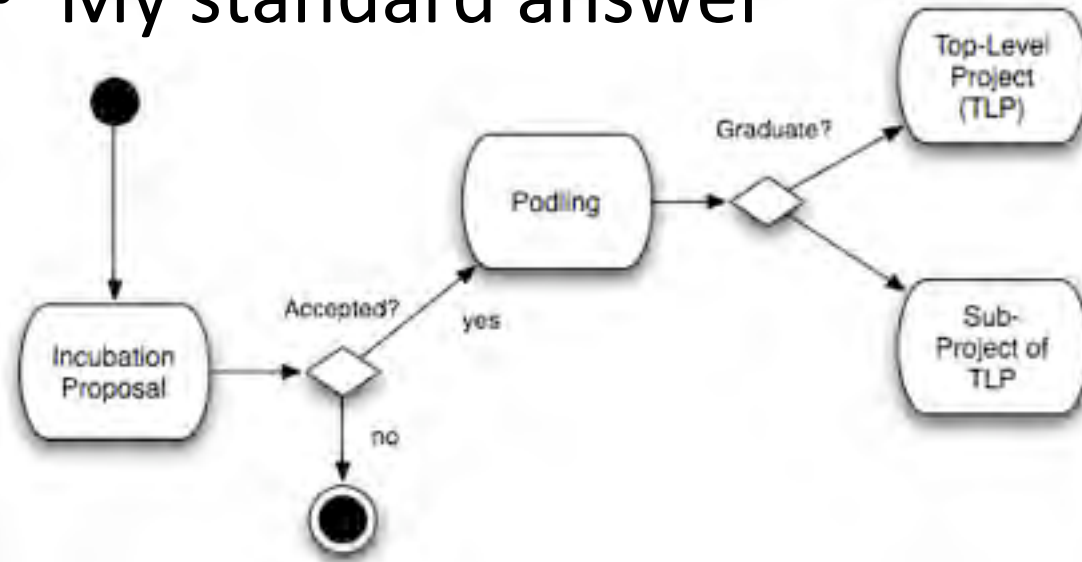 • My standard answer
Top-Level
Project
(TLP)
Graduate?
Podling
Accepted?
yes
Sub-
Project of
TLP
Incubation
Proposal
no